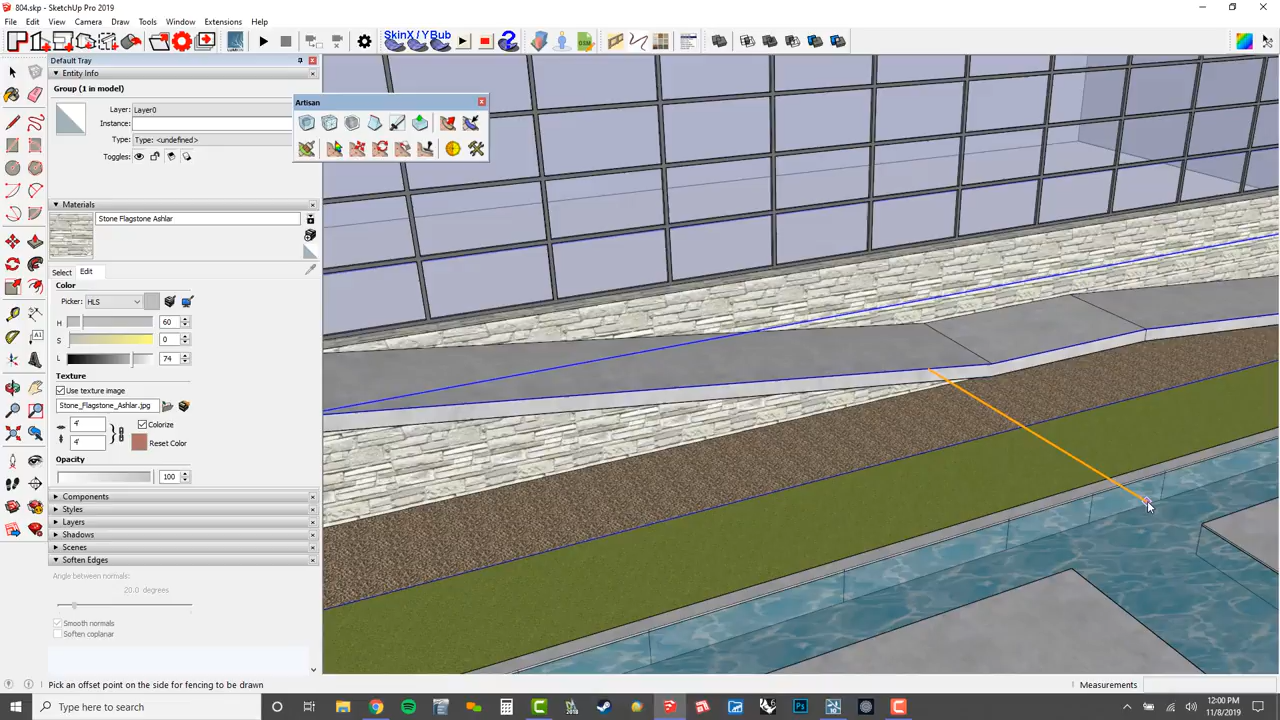 804.skp - SketchUp Pro 2019
File Edit View Camera Draw Tools Window Extensions Help
SkinX / YBub
Default Tray
Entity Info
Group (1 in model)
Layer: Layer0
Instance:
Type: Type: <undefined>
Toggles:
Artisan
Materials
Stone Flagstone Ashlar
Select Edit
Color
Picker: HLS
H 60
S 0
L 74
Texture
Use texture image
Stone_Flagstone_Ashlar.jpg
4' Colorize
4' Reset Color
Opacity
100
Components
Styles
Layers
Shadows
Scenes
Soften Edges
Angle between normals:
20.0 degrees
Smooth normals
Soften coplanar
Pick an offset point on the side for fencing to be drawn
Measurements
Type here to search
12:00 PM
11/8/2019